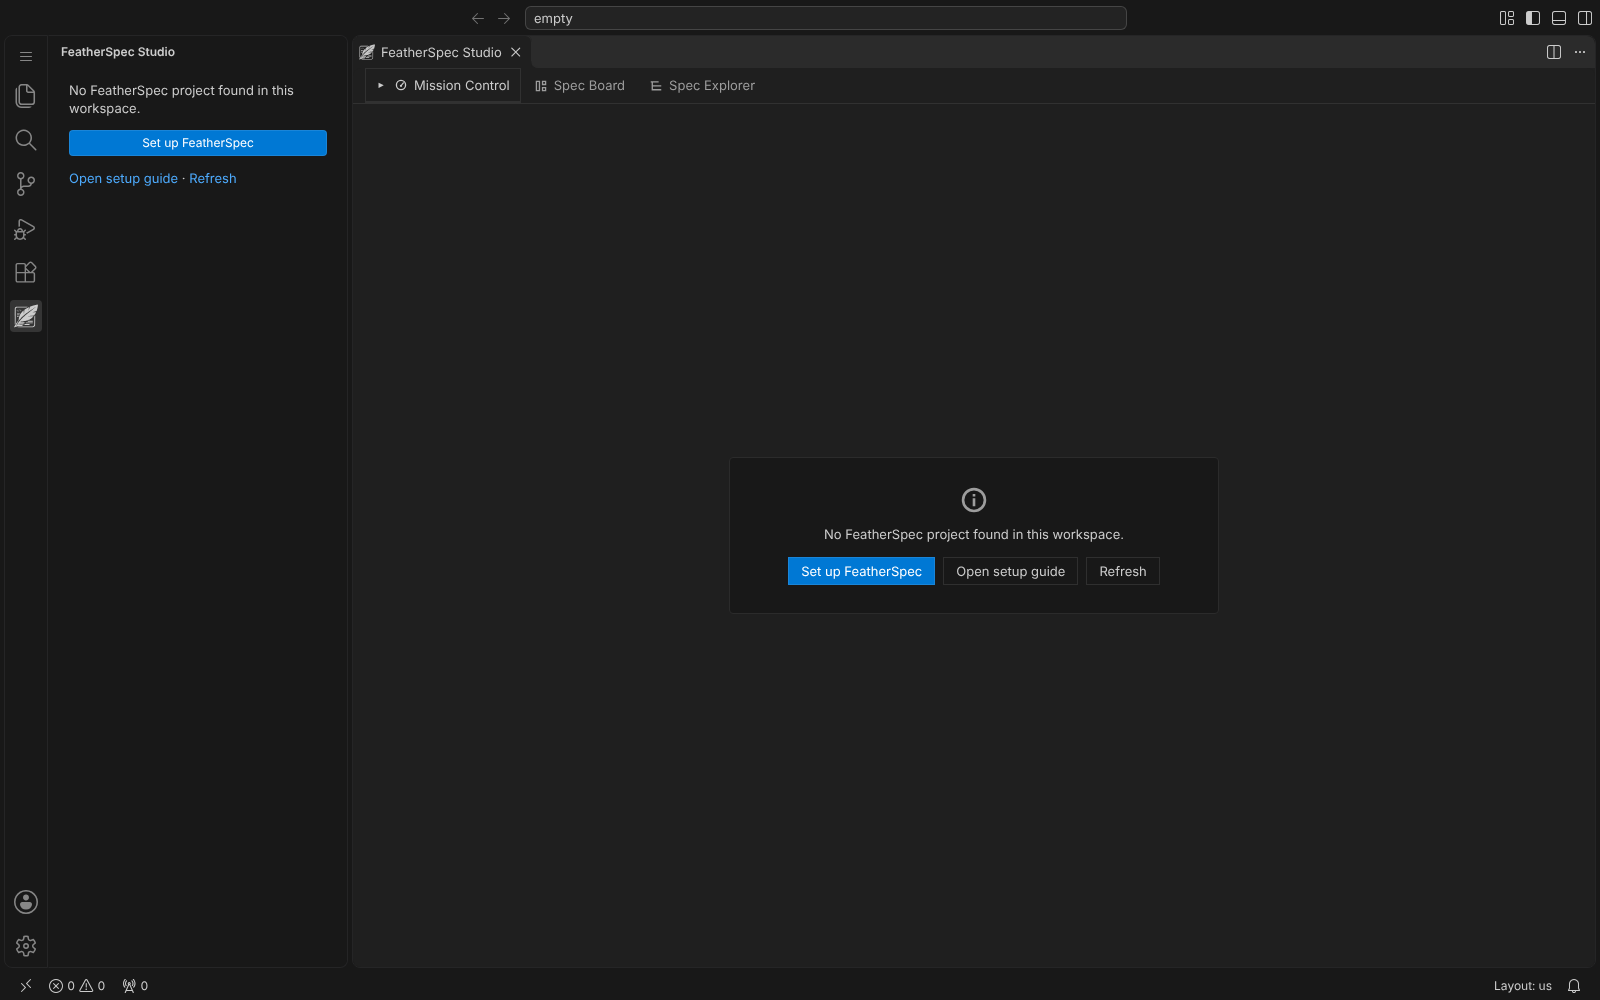 empty
FeatherSpec Studio
No FeatherSpec project found in this
workspace.
Set up FeatherSpec
Open setup guide · Refresh
FeatherSpec Studio
Mission Control
Spec Board
Spec Explorer
No FeatherSpec project found in this workspace.
Set up FeatherSpec
Open setup guide
Refresh
0
0
0
Layout: us